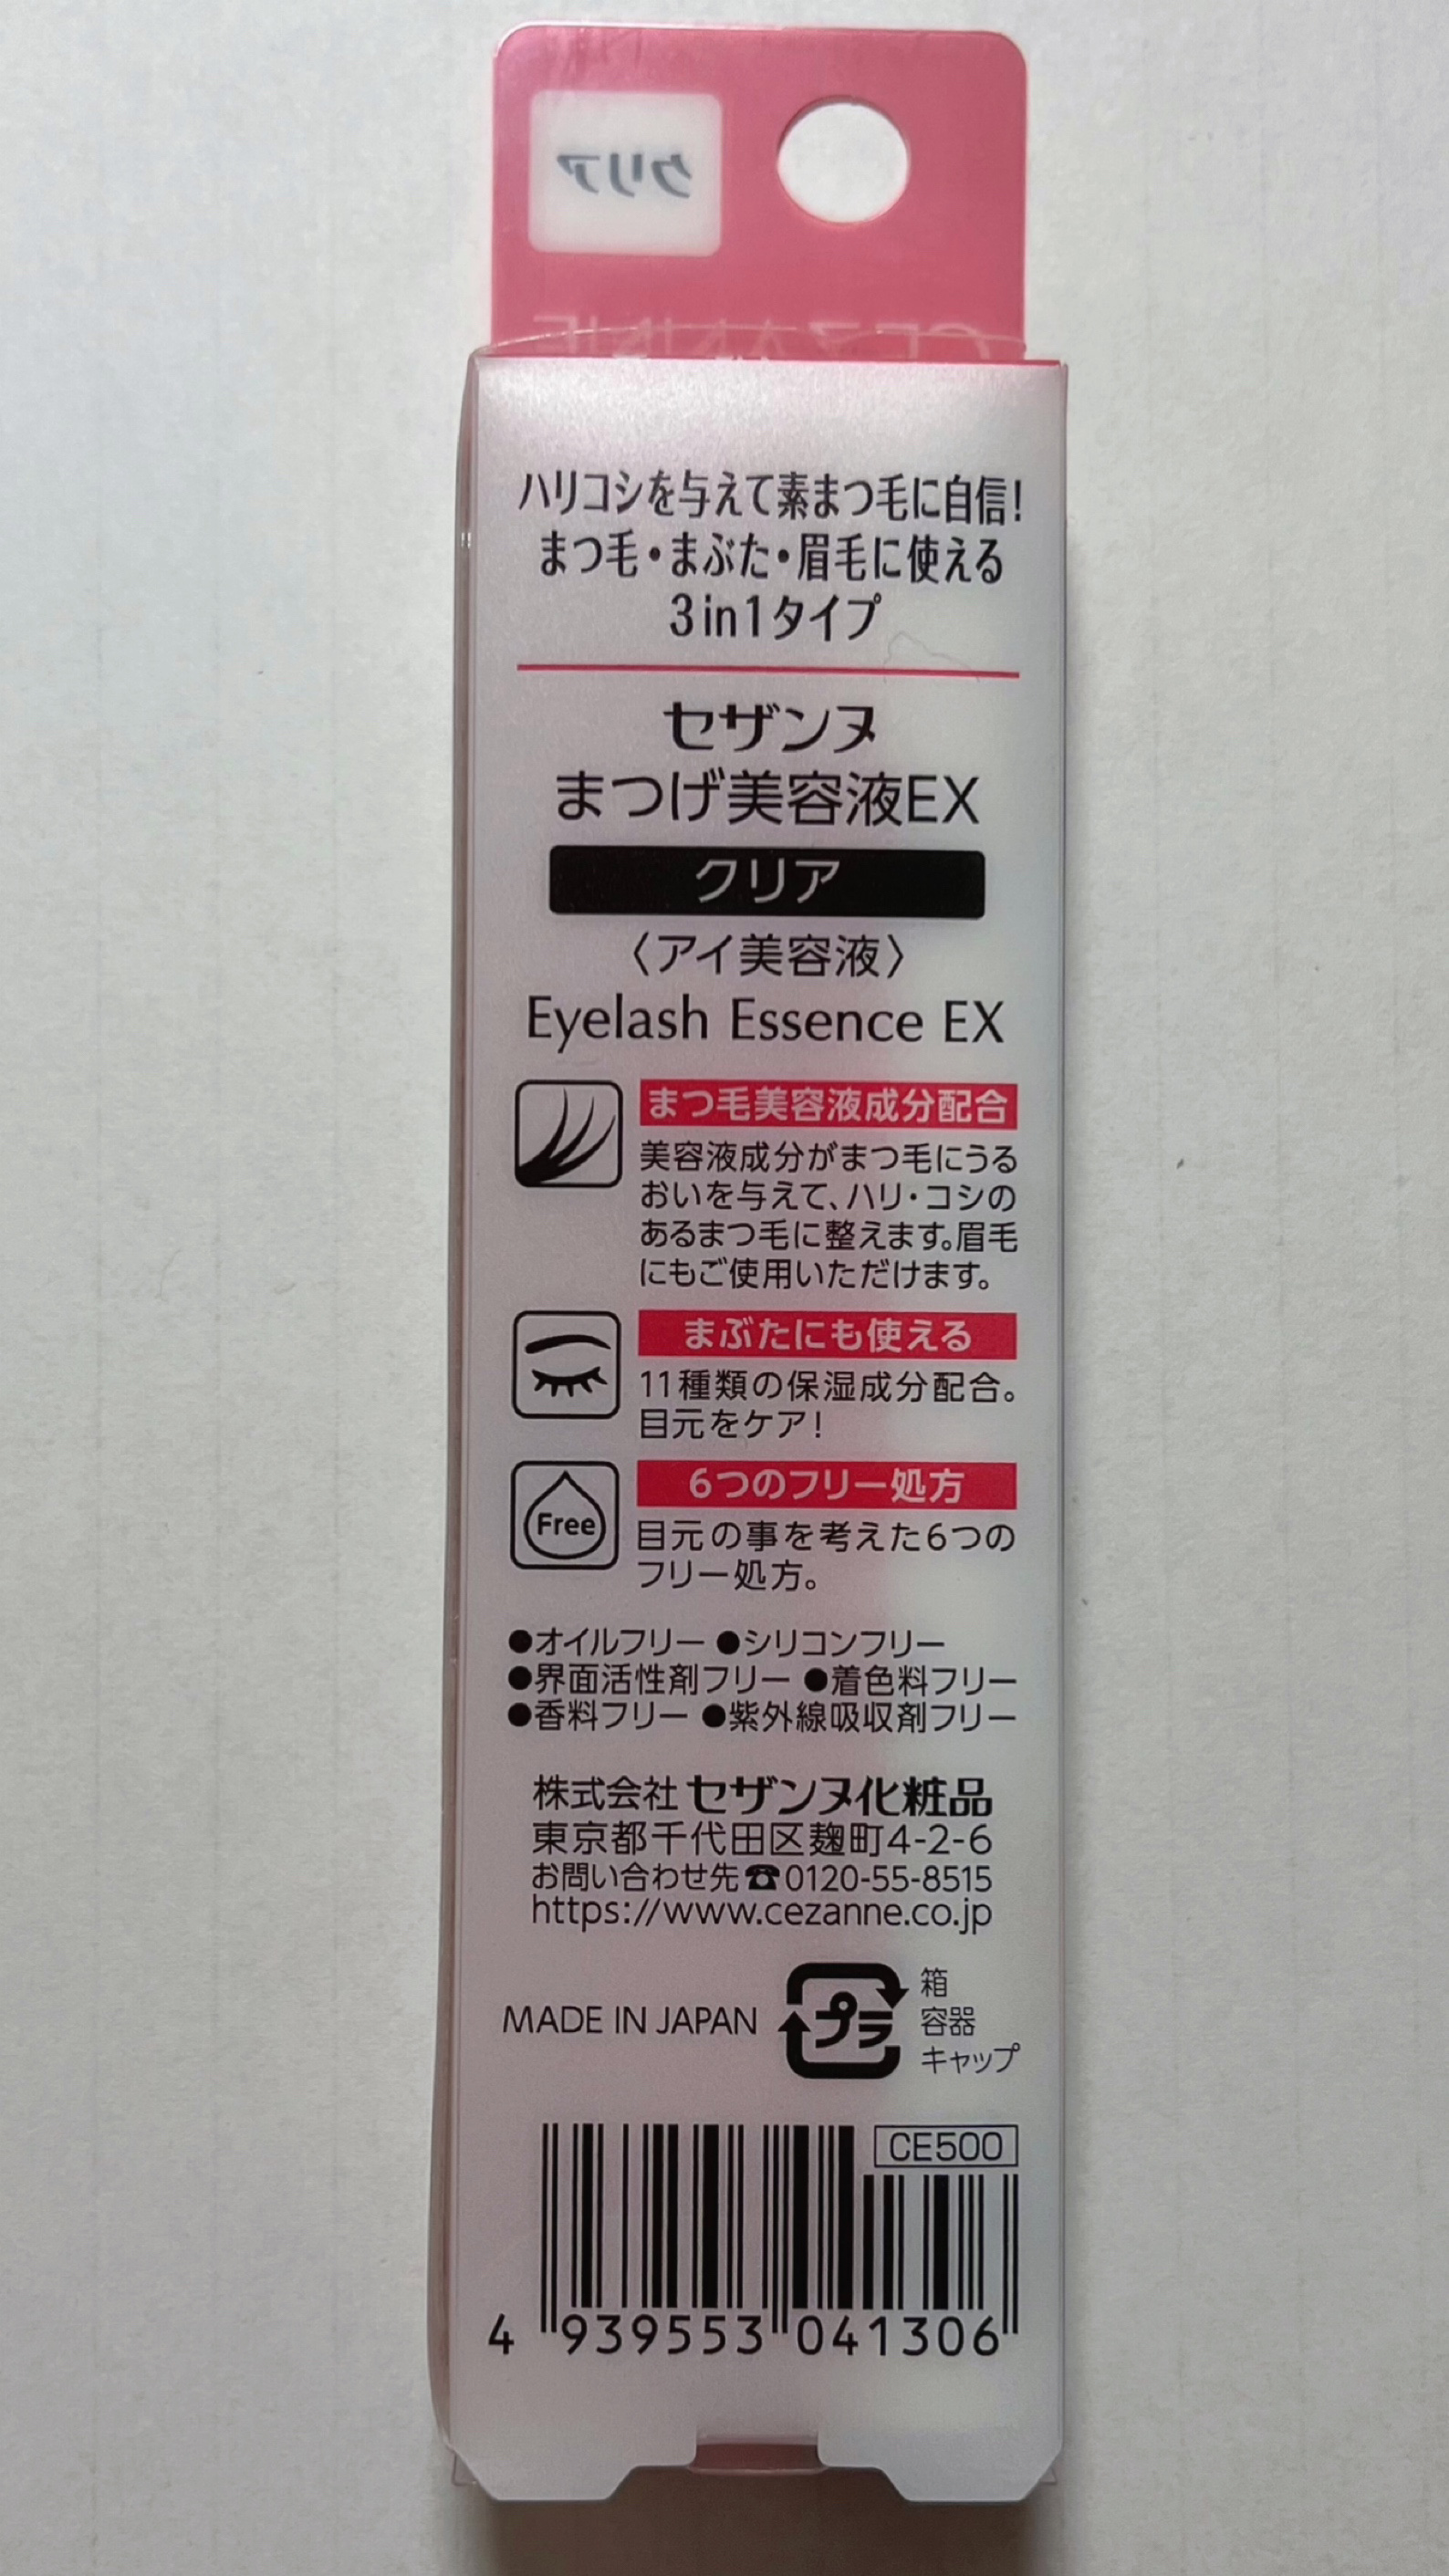 クリア
CEZANNE
ハリコシを与えて素まつ毛に自信!
まつ毛・まぶた・眉毛に使える
3in1タイプ
セザンヌ
まつげ美容液EX
クリア
〈アイ美容液〉
Eyelash Essence EX
まつ毛美容液成分配合
美容液成分がまつ毛にうる
おいを与えて、ハリ・コシの
あるまつ毛に整えます。眉毛
にもご使用いただけます。
まぶたにも使える
11種類の保湿成分配合。
目元をケア!
Free
6つのフリー処方
目元の事を考えた6つの
フリー処方。
●オイルフリー ●シリコンフリー
●界面活性剤フリー ●着色料フリー
●香料フリー ●紫外線吸収剤フリー
株式会社 セザンヌ化粧品
東京都千代田区麹町4-2-6
お問い合わせ先☎0120-55-8515
https://www.cezanne.co.jp
MADE IN JAPAN
プラ
箱
容器
キャップ
CE500
4 939553 041306